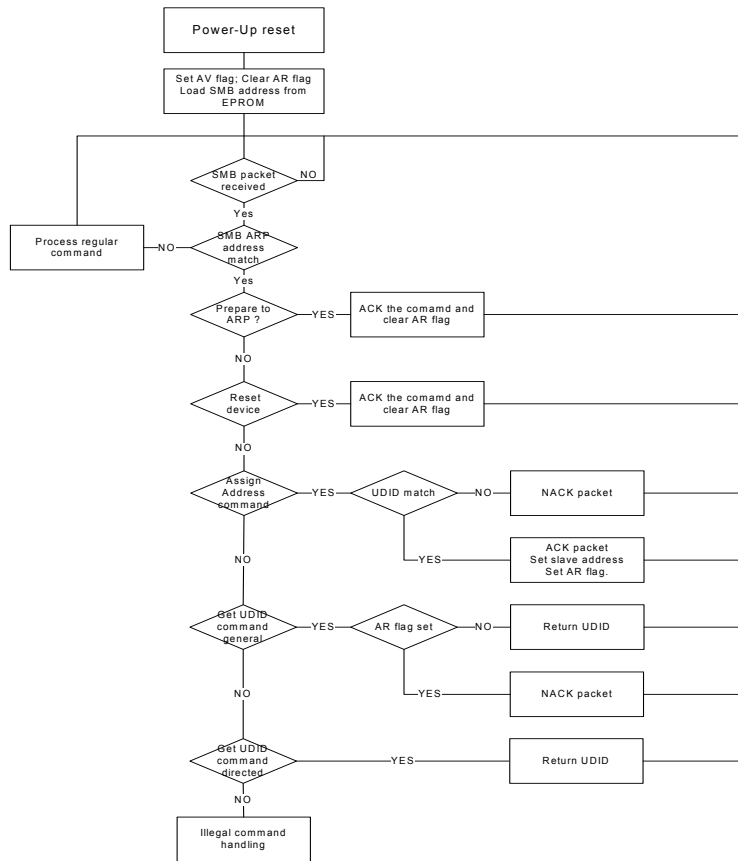 Power-Up reset
Set AV flag; Clear AR flag
Load SMB address from
EPROM
SMB packet
received
NO
Yes
Process regular
command
NO
SMB ARP
address
match
Yes
Prepare to
ARP ?
YES
ACK the comamd and
clear AR flag
NO
Reset
device
YES
ACK the comamd and
clear AR flag
NO
Assign
Address
command
YES
UDID match
NO
NACK packet
YES
ACK packet
Set slave address
Set AR flag.
NO
Get UDID
command
general
YES
AR flag set
NO
Return UDID
YES
NACK packet
NO
Get UDID
command
directed
YES
Return UDID
NO
Illegal command
handling